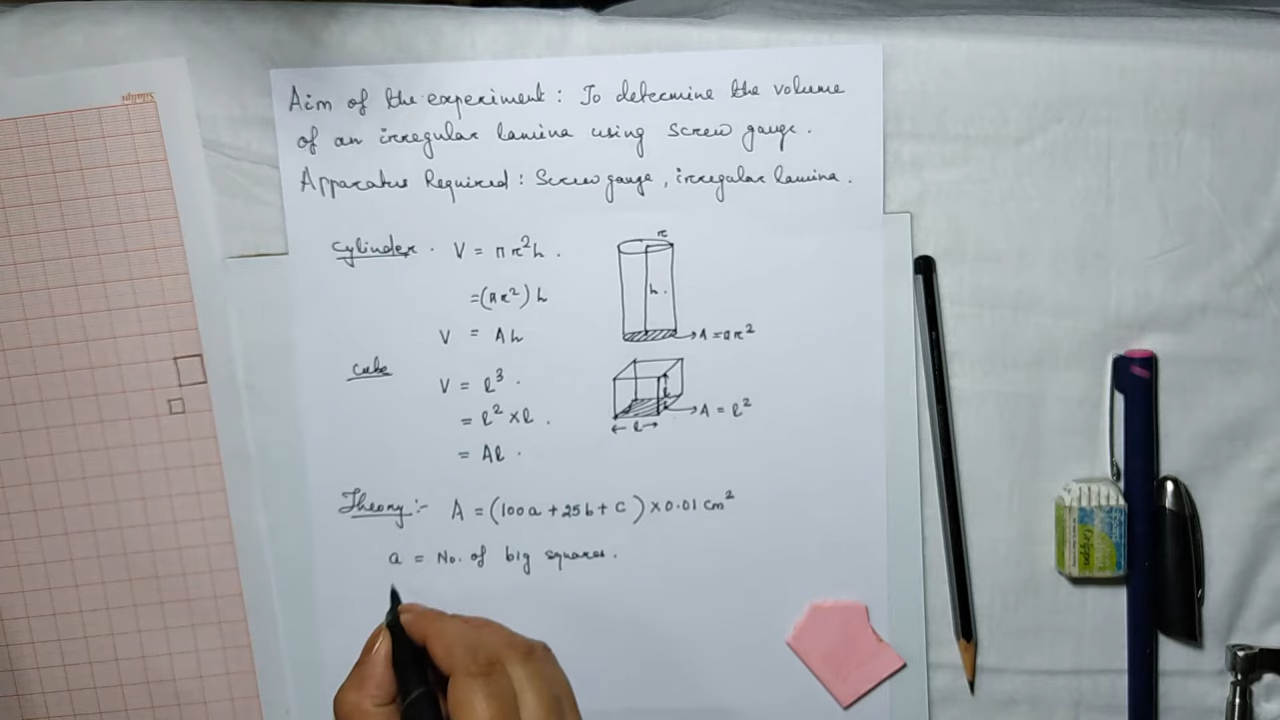 Aim of the experiment : To determine the volume
of an irregular lamina using screw gauge.
Apparatus Required : Screw gauge, irregular lamina.
Cylinder. V = πr²h.
= (πr²) h
V = Ah
r
h.
A = πr²
Cube
V = l³.
= l² × l.
= Al.
l
A = l²
l
Theory :- A = (100a + 25b + c) × 0.01 cm²
a = No. of big squares.